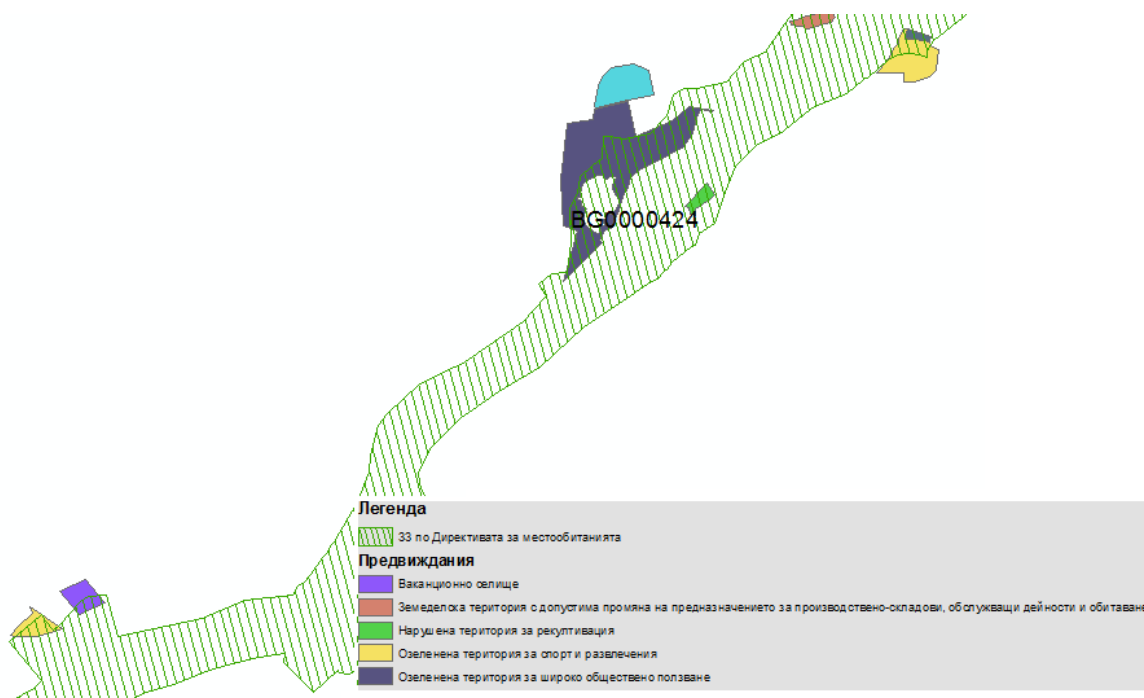 BG0000424
Легенда
ЗЗ по Директивата за местообитанията
Предвиждания
Ваканционно селище
Земеделска територия с допустима промяна на предназначението за производствено-складови, обслужващи дейности и обитаване
Нарушена територия за рекултивация
Озеленена територия за спорт и развлечения
Озеленена територия за широко обществено ползване